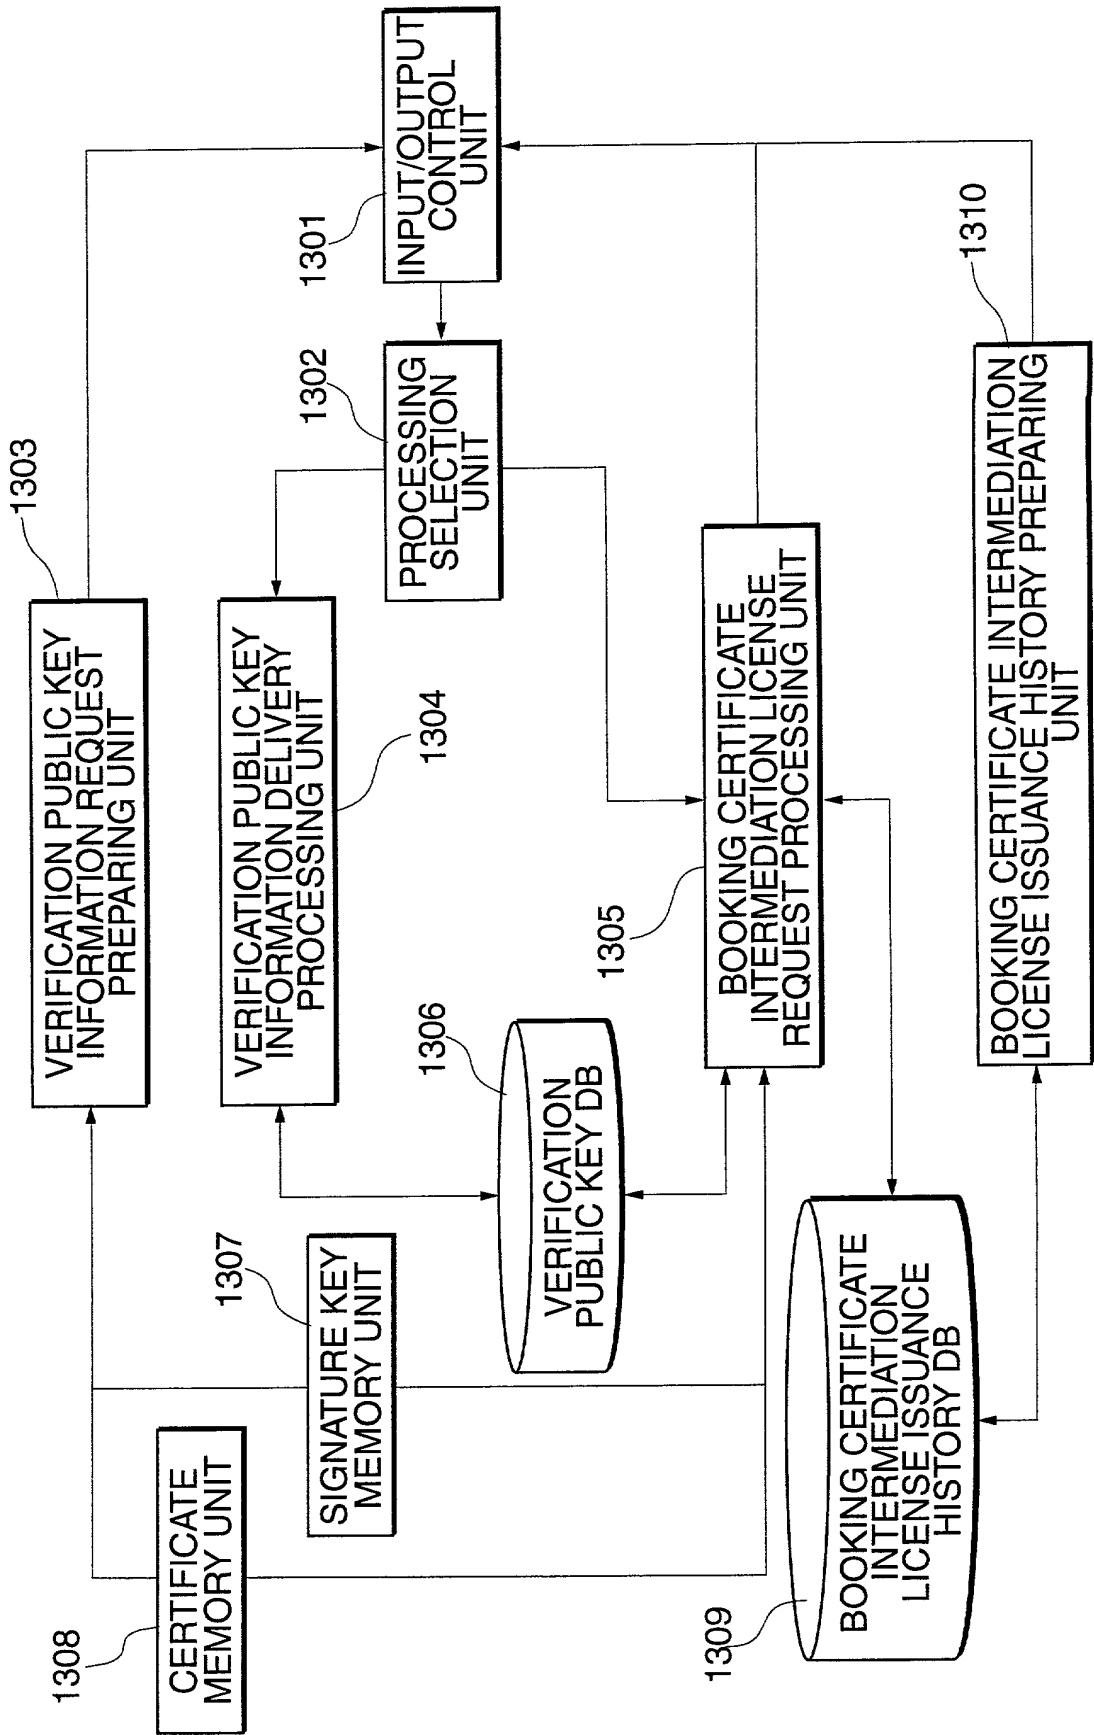 1303
VERIFICATION PUBLIC KEY
INFORMATION REQUEST
PREPARING UNIT
1308
CERTIFICATE
MEMORY UNIT
VERIFICATION PUBLIC KEY
INFORMATION DELIVERY
PROCESSING UNIT
1304
1307
SIGNATURE KEY
MEMORY UNIT
1302
PROCESSING
SELECTION
UNIT
1301
INPUT/OUTPUT
CONTROL
UNIT
1306
VERIFICATION
PUBLIC KEY DB
1305
BOOKING CERTIFICATE
INTERMEDIATION LICENSE
REQUEST PROCESSING UNIT
1309
BOOKING CERTIFICATE
INTERMEDIATION
LICENSE ISSUANCE
HISTORY DB
1310
BOOKING CERTIFICATE INTERMEDIATION
LICENSE ISSUANCE HISTORY PREPARING
UNIT